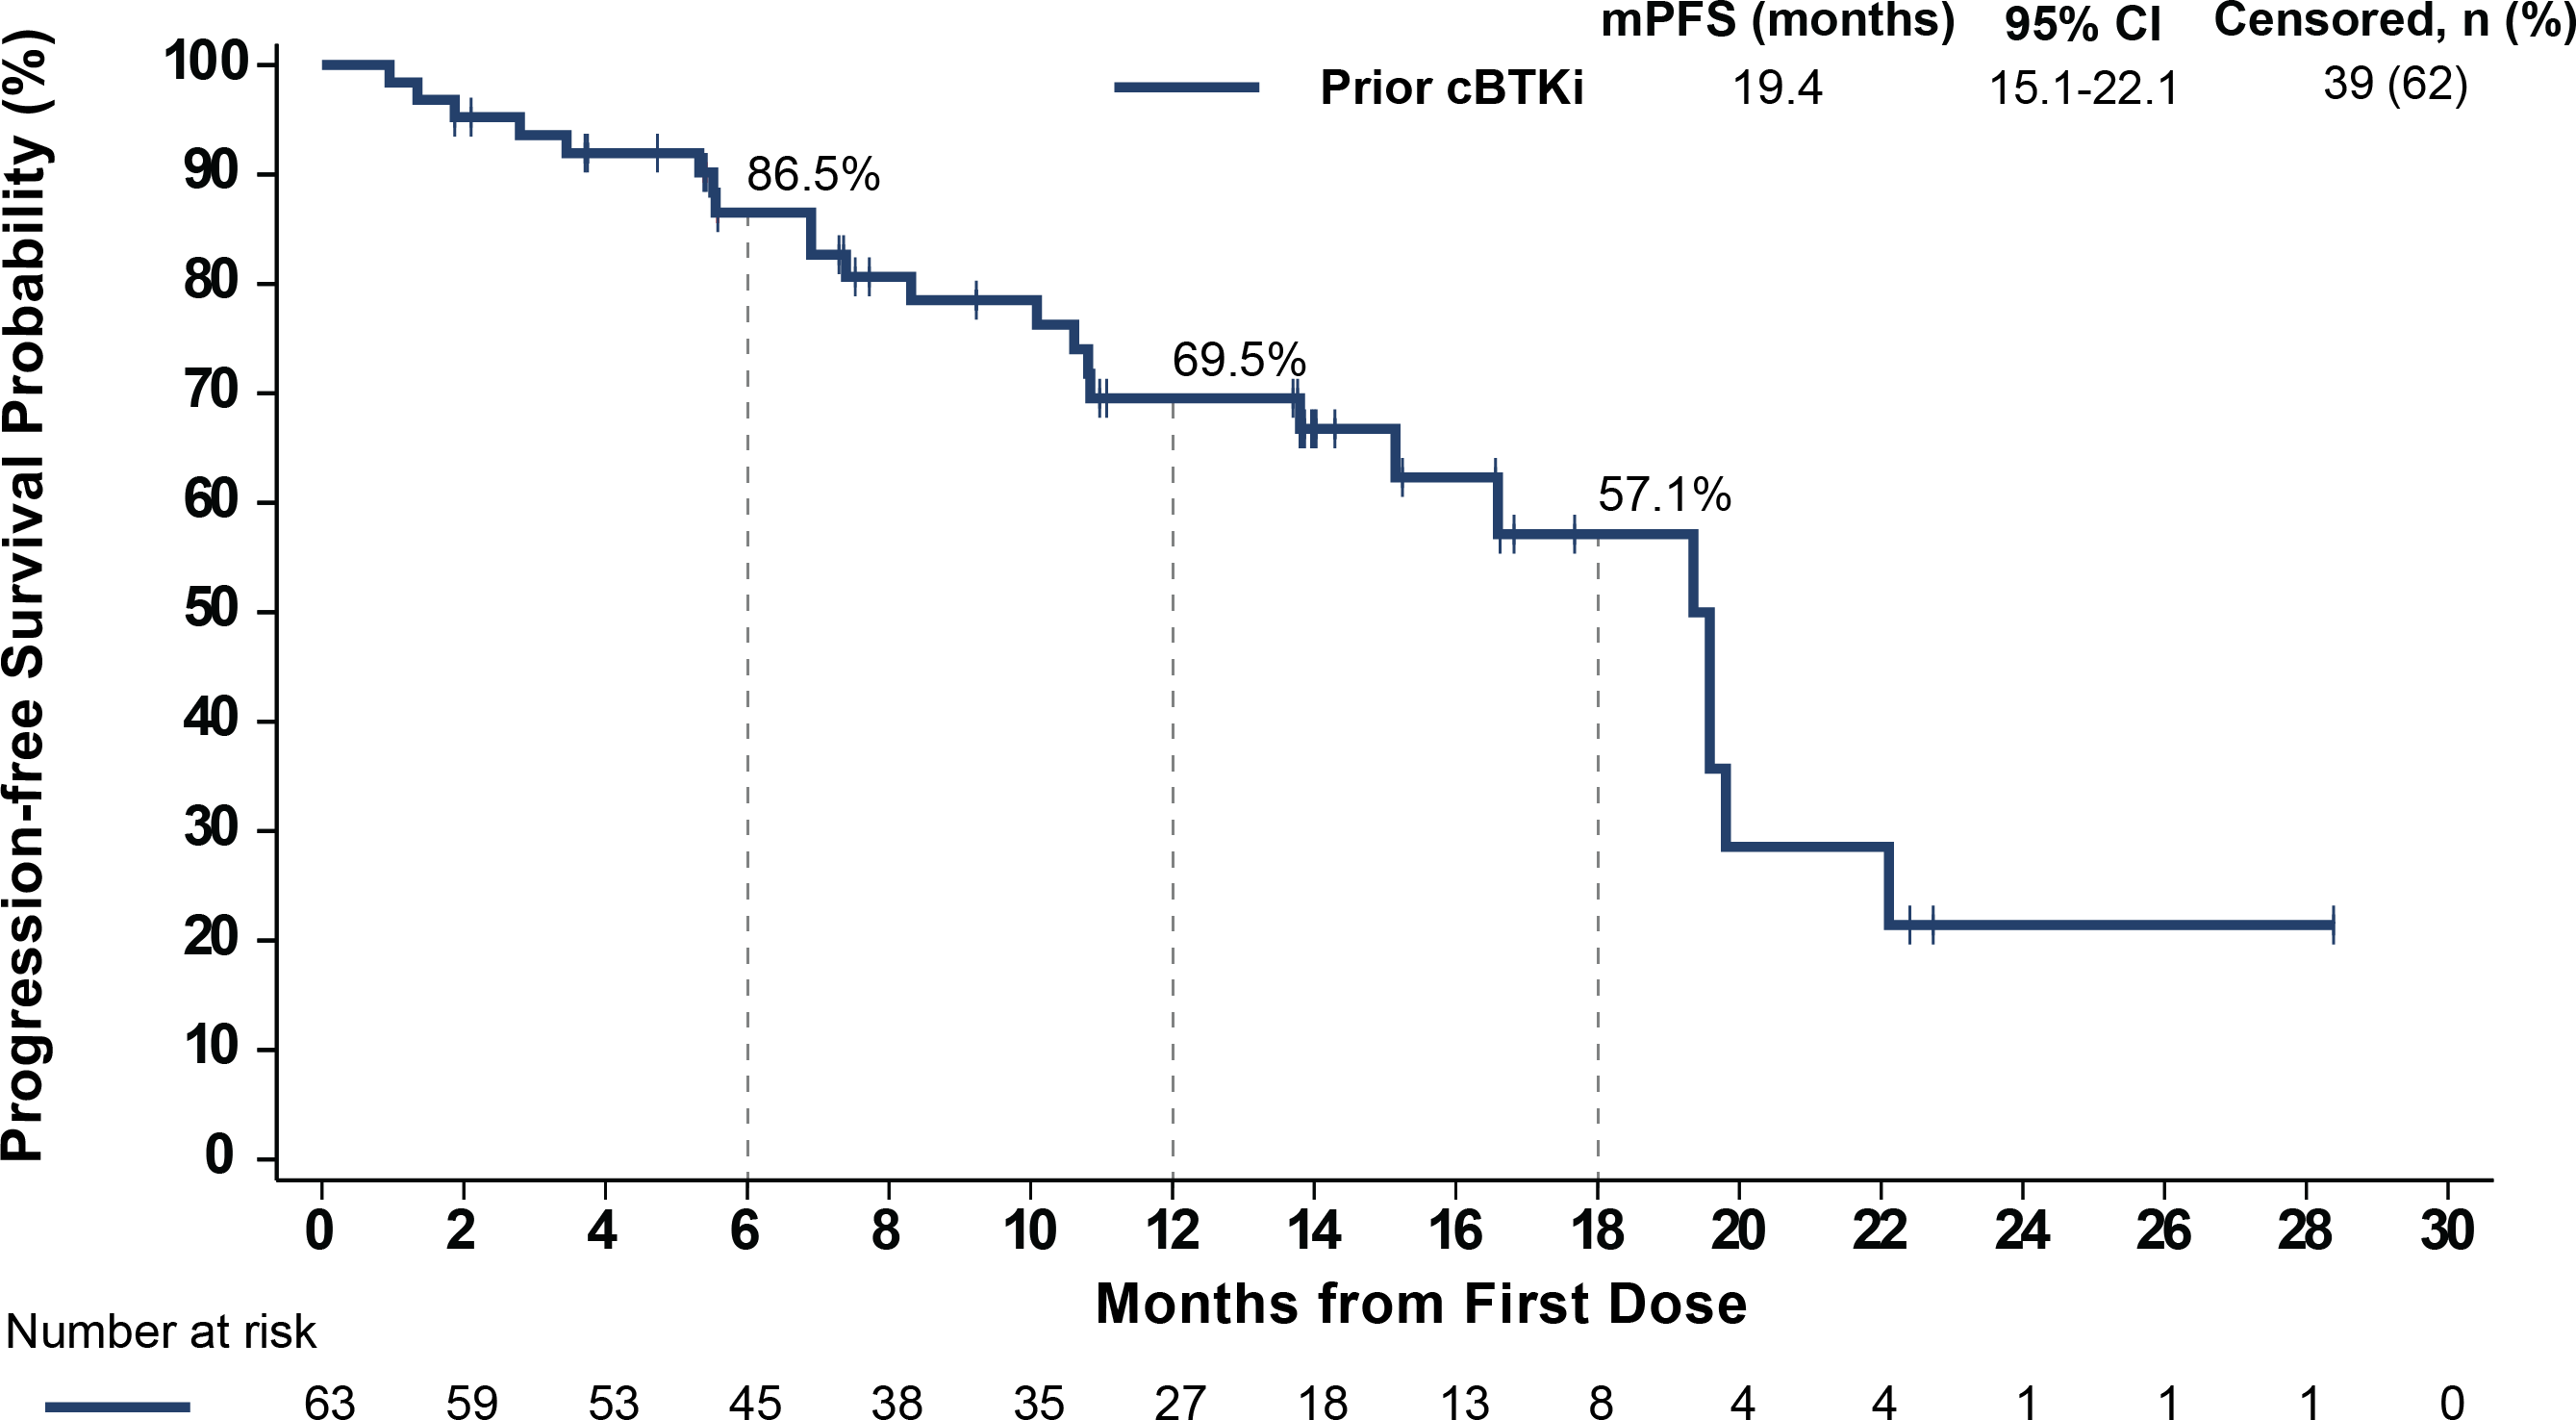 mPFS (months) 95% CI Censored, n (%)
Prior cBTKi 19.4 15.1-22.1 39 (62)
Progression-free Survival Probability (%)
100
90
80
70
60
50
40
30
20
10
0
86.5%
69.5%
57.1%
0 2 4 6 8 10 12 14 16 18 20 22 24 26 28 30
Months from First Dose
Number at risk
63 59 53 45 38 35 27 18 13 8 4 4 1 1 1 0